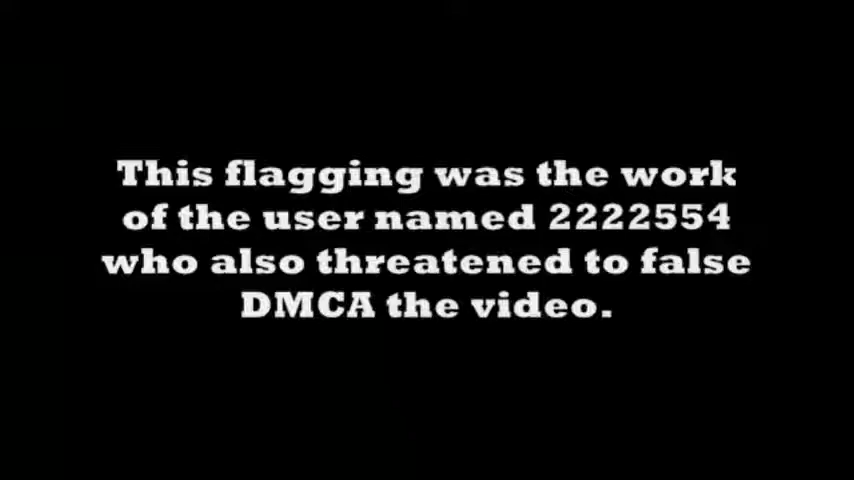 This flagging was the work
of the user named 2222554
who also threatened to false
DMCA the video.